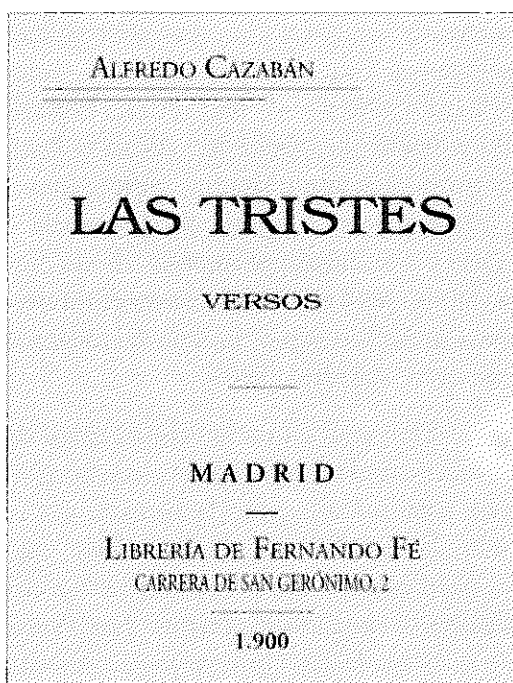 ALFREDO CAZABAN
LAS TRISTES
VERSOS
MADRID
LIBRERÍA DE FERNANDO FÉ
CARRERA DE SAN GERÓNIMO, 2
1.900